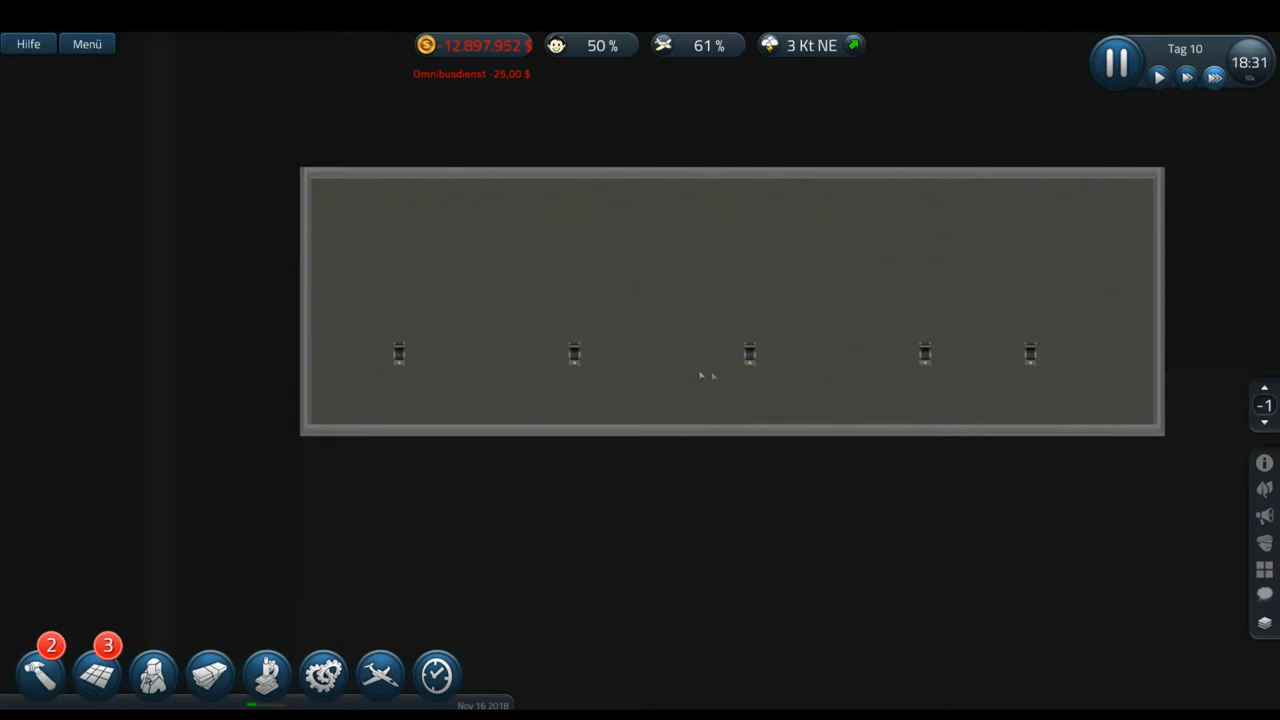 Hilfe
Menü
-12.897.952 $
50 %
61 %
3 Kt NE
Omnibusdienst -25,00 $
Tag 10
18:31
10x
-1
2
3
Nov 16 2018